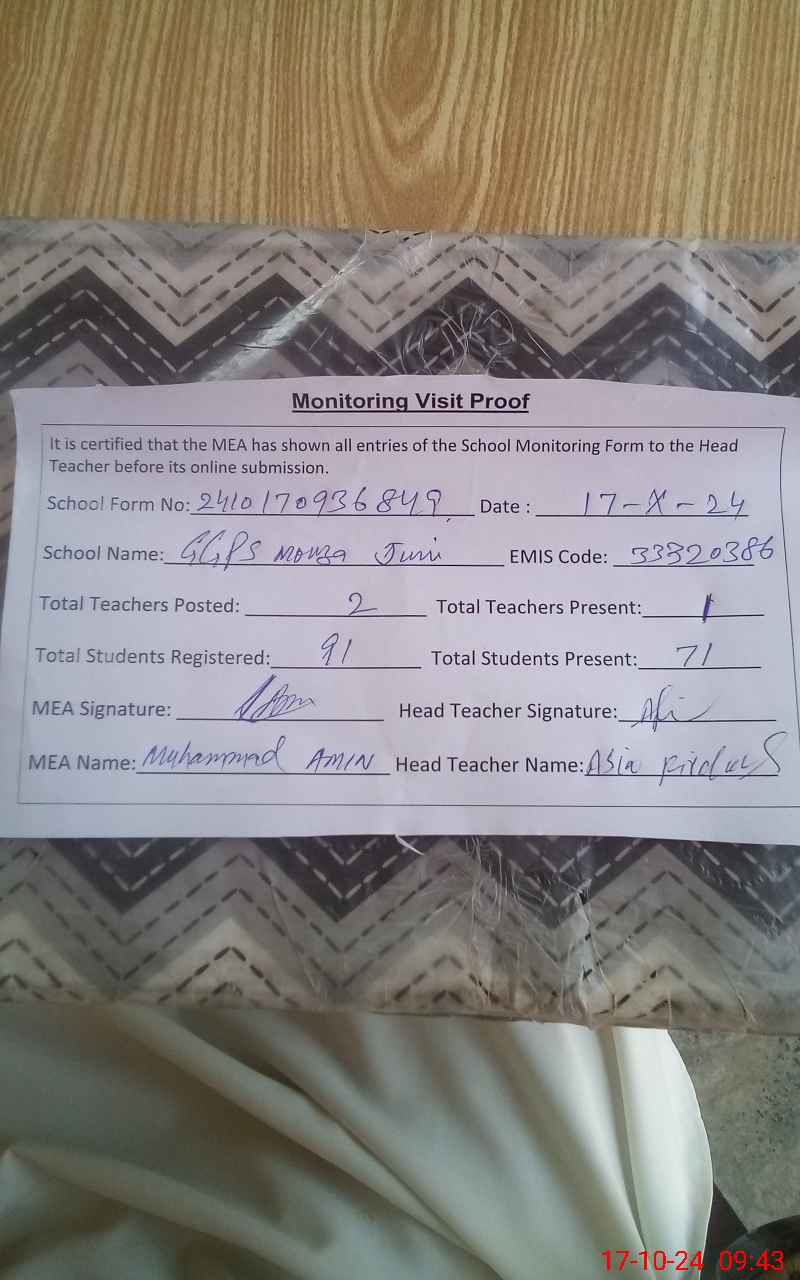 Monitoring Visit Proof
It is certified that the MEA has shown all entries of the School Monitoring Form to the Head
Teacher before its online submission.
School Form No: 2410170936849 Date : 17-X-24
School Name: GGPS Mouza Juni EMIS Code: 33320386
Total Teachers Posted: 2 Total Teachers Present: 1
Total Students Registered: 91 Total Students Present: 71
MEA Signature: Head Teacher Signature:
MEA Name: Muhammad AMIN Head Teacher Name: Asia
17-10-24 09:43